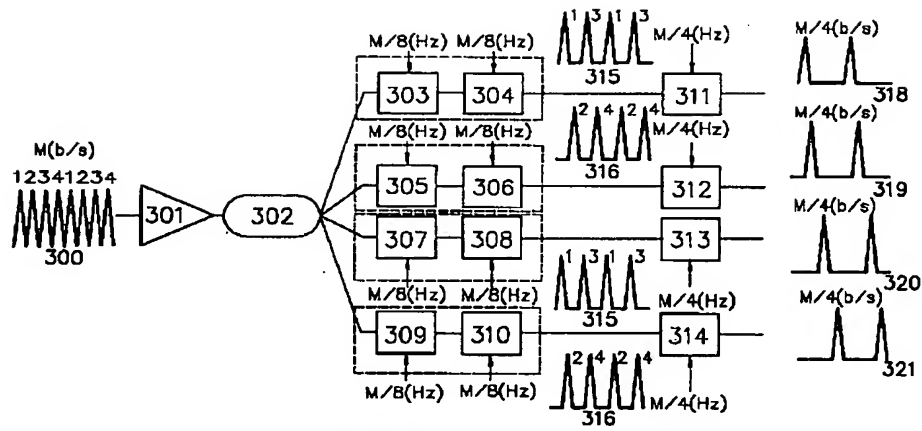 1 3 1 3
M/8(Hz) M/8(Hz) M/4(Hz) M/4(b/s)
315
303 304 311 318
2 4 2 4
M/8(Hz) M/8(Hz) M/4(Hz) M/4(b/s)
316
M(b/s)
12341234
305 306 312 319
301 302
300
307 308 313
M/4(b/s)
1 3 1 3
320
M/8(Hz) M/8(Hz) M/4(Hz)
315
M/4(b/s)
309 310 314
2 4 2 4
321
M/8(Hz) M/8(Hz) M/4(Hz)
316